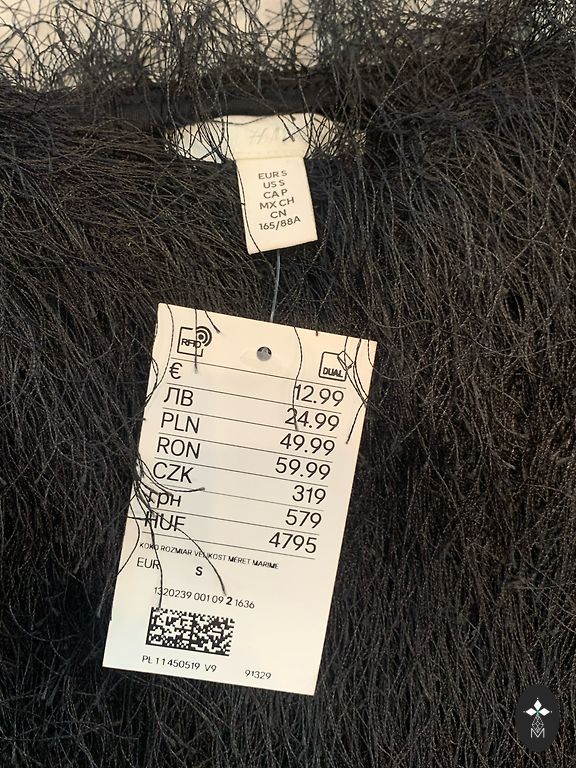 H&M
EUR S
US S
CA P
MX CH
CN
165/88A
RFID
DUAL
€ 12.99
ЛВ 24.99
PLN 49.99
RON 59.99
CZK 319
грн 579
HUF 4795
KOKO ROZMIAR VELIKOST MÉRET MARIME
EUR S
1320239 001 09 2 1636
PL 11450519 V9 91329
M